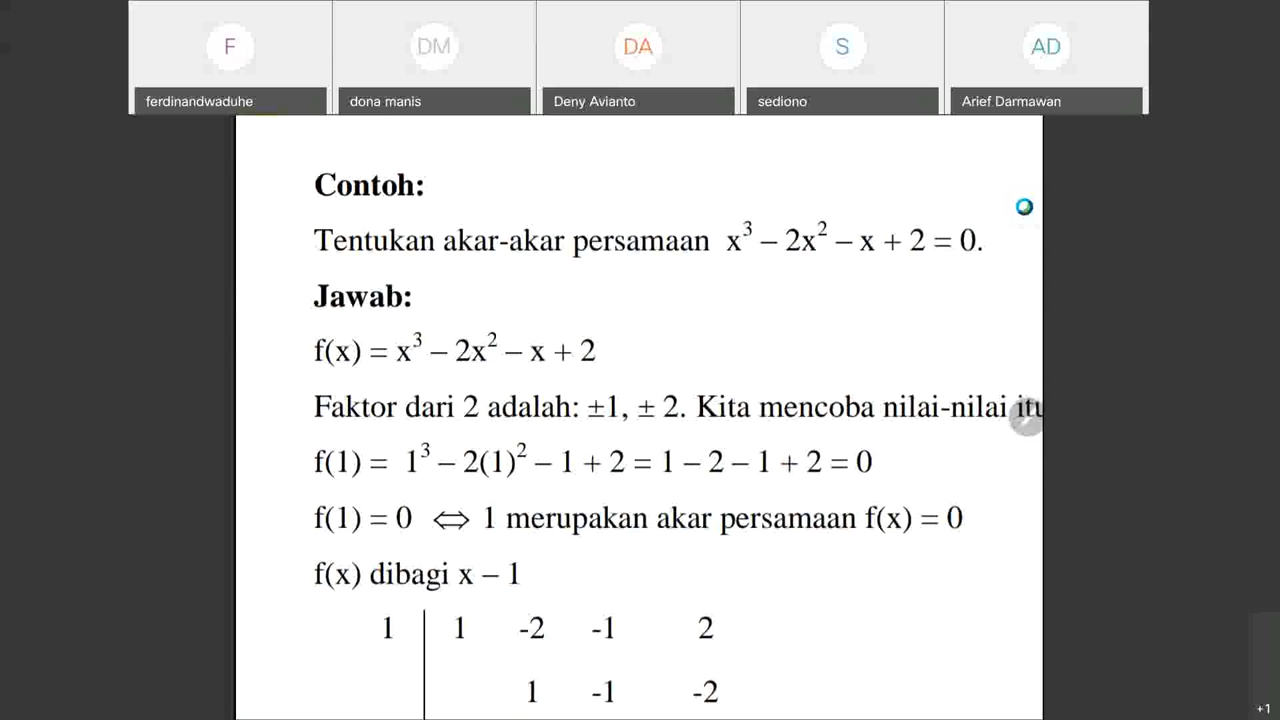 F DM DA S AD
ferdinandwaduhe dona manis Deny Avianto sediono Arief Darmawan
Contoh:
Tentukan akar-akar persamaan x³ – 2x² – x + 2 = 0.
Jawab:
f(x) = x³ – 2x² – x + 2
Faktor dari 2 adalah: ±1, ± 2. Kita mencoba nilai-nilai itu
f(1) = 1³ – 2(1)² – 1 + 2 = 1 – 2 – 1 + 2 = 0
f(1) = 0 ⇔ 1 merupakan akar persamaan f(x) = 0
f(x) dibagi x – 1
1 1 -2 -1 2
1 -1 -2
+1